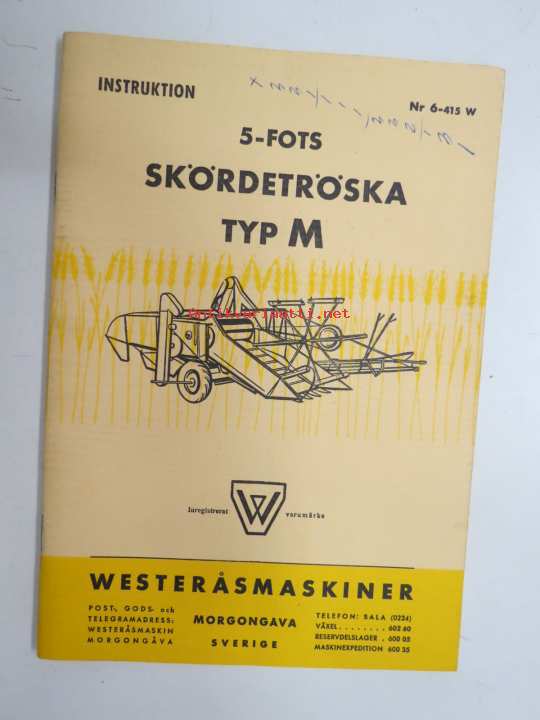 INSTRUKTION
Nr 6-415 W
5-FOTS
SKÖRDETRÖSKA
TYP M
Inregistrerat W varumärke
WESTERÅSMASKINER
POST-, GODS- och
TELEGRAMADRESS:
WESTERÅSMASKIN
MORGONGÅVA
MORGONGÅVA
SVERIGE
TELEFON: SALA (0224)
VÄXEL . . . . . . . . 602 60
RESERVDELSLAGER . 600 05
MASKINEXPEDITION 600 35